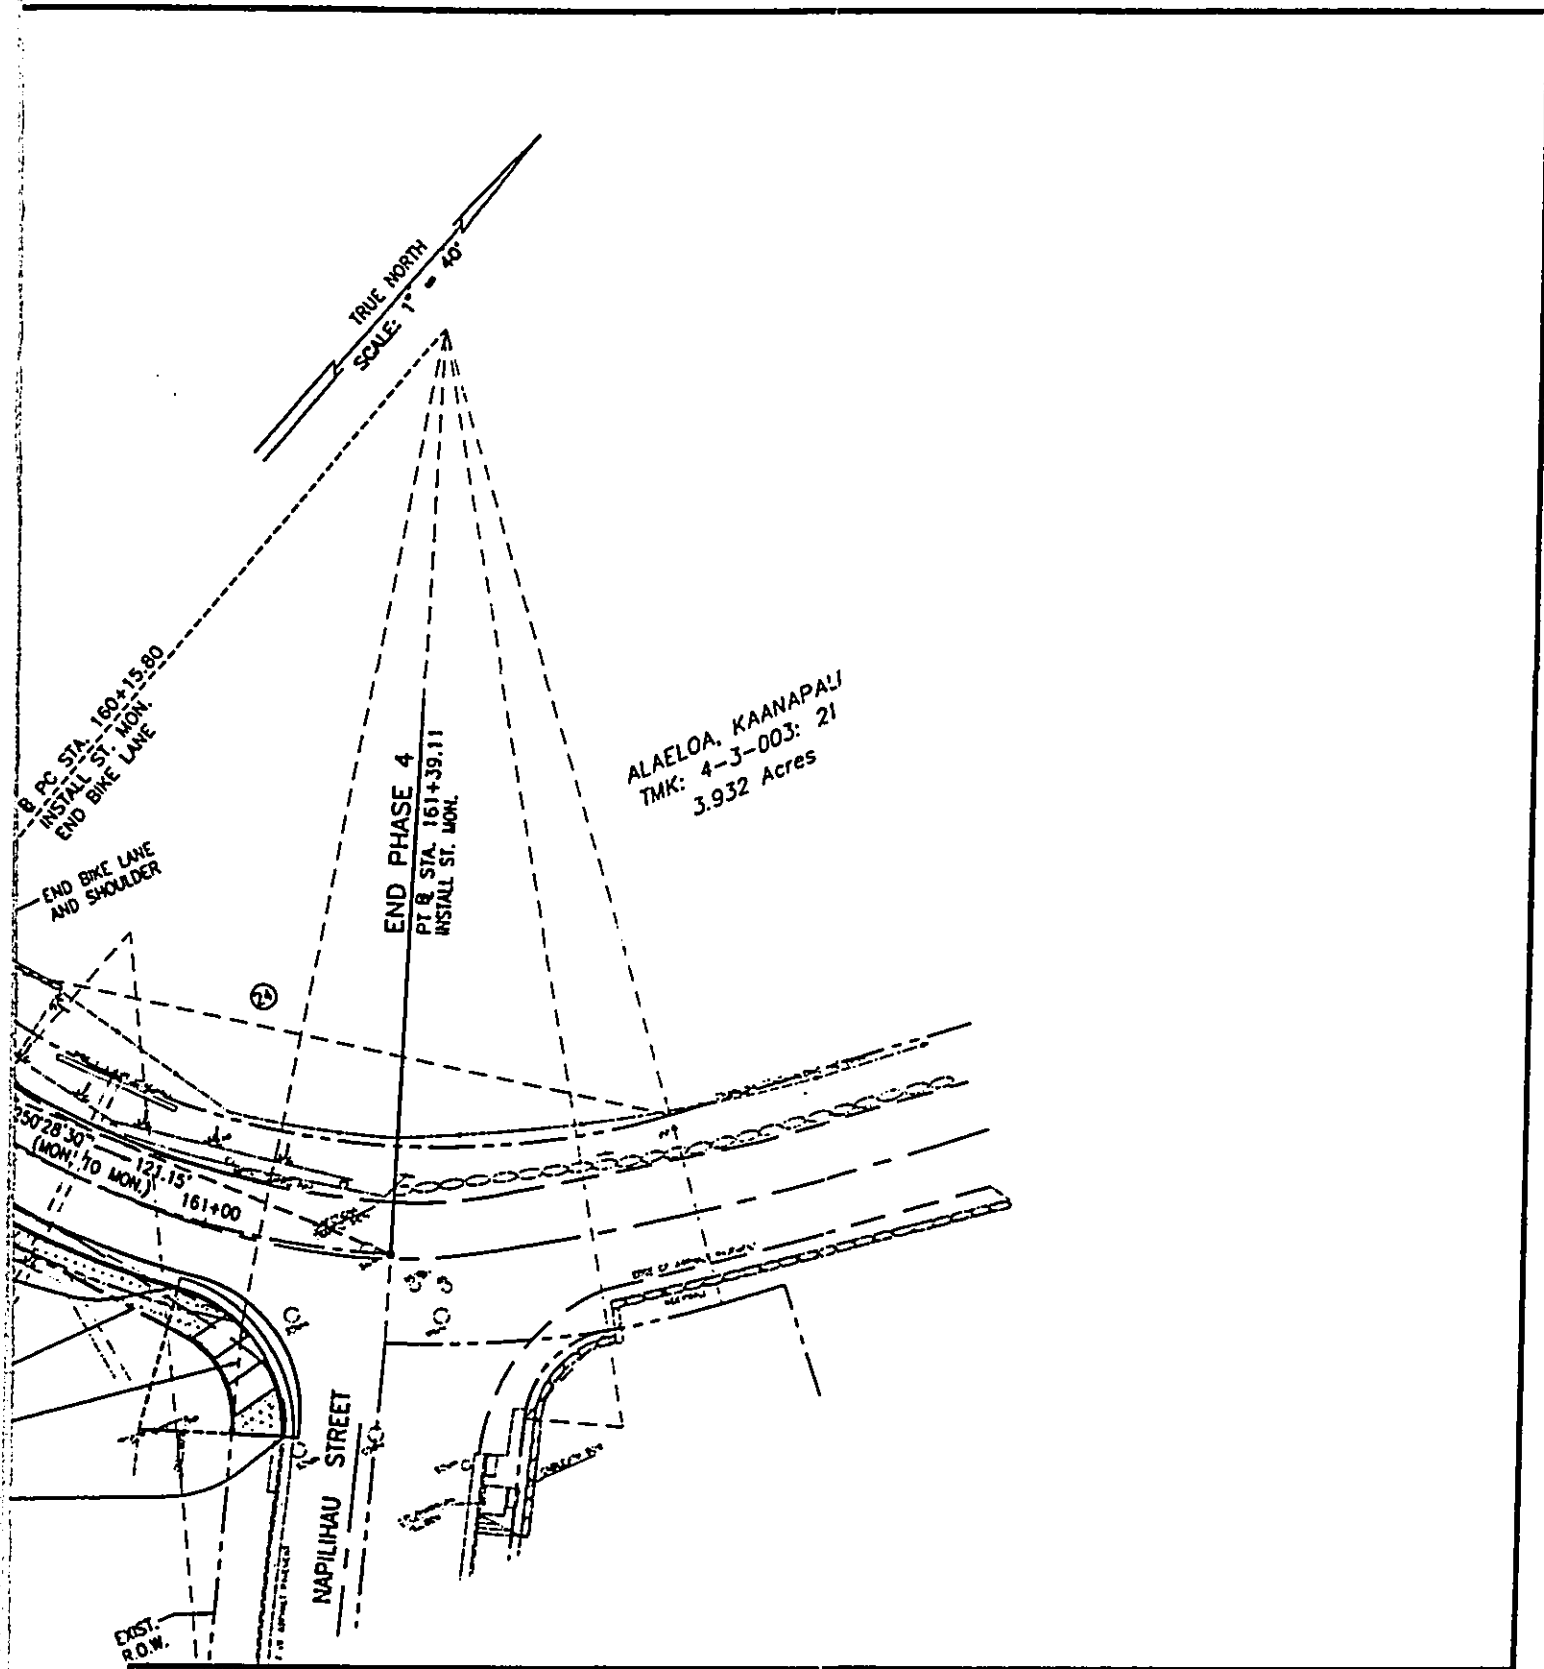 TRUE NORTH
SCALE: 1" = 40'
℄ PC STA. 160+15.80
INSTALL ST. MON.
END BIKE LANE
END BIKE LANE
AND SHOULDER
END PHASE 4
PT ℄ STA. 161+39.11
INSTALL ST. MON.
ALAELOA, KAANAPALI
TMK: 4-3-003: 21
3.932 Acres
24
250°28'30"
121.15'
(MON. TO MON.)
161+00
NAPILIHAU STREET
EXIST.
R.O.W.